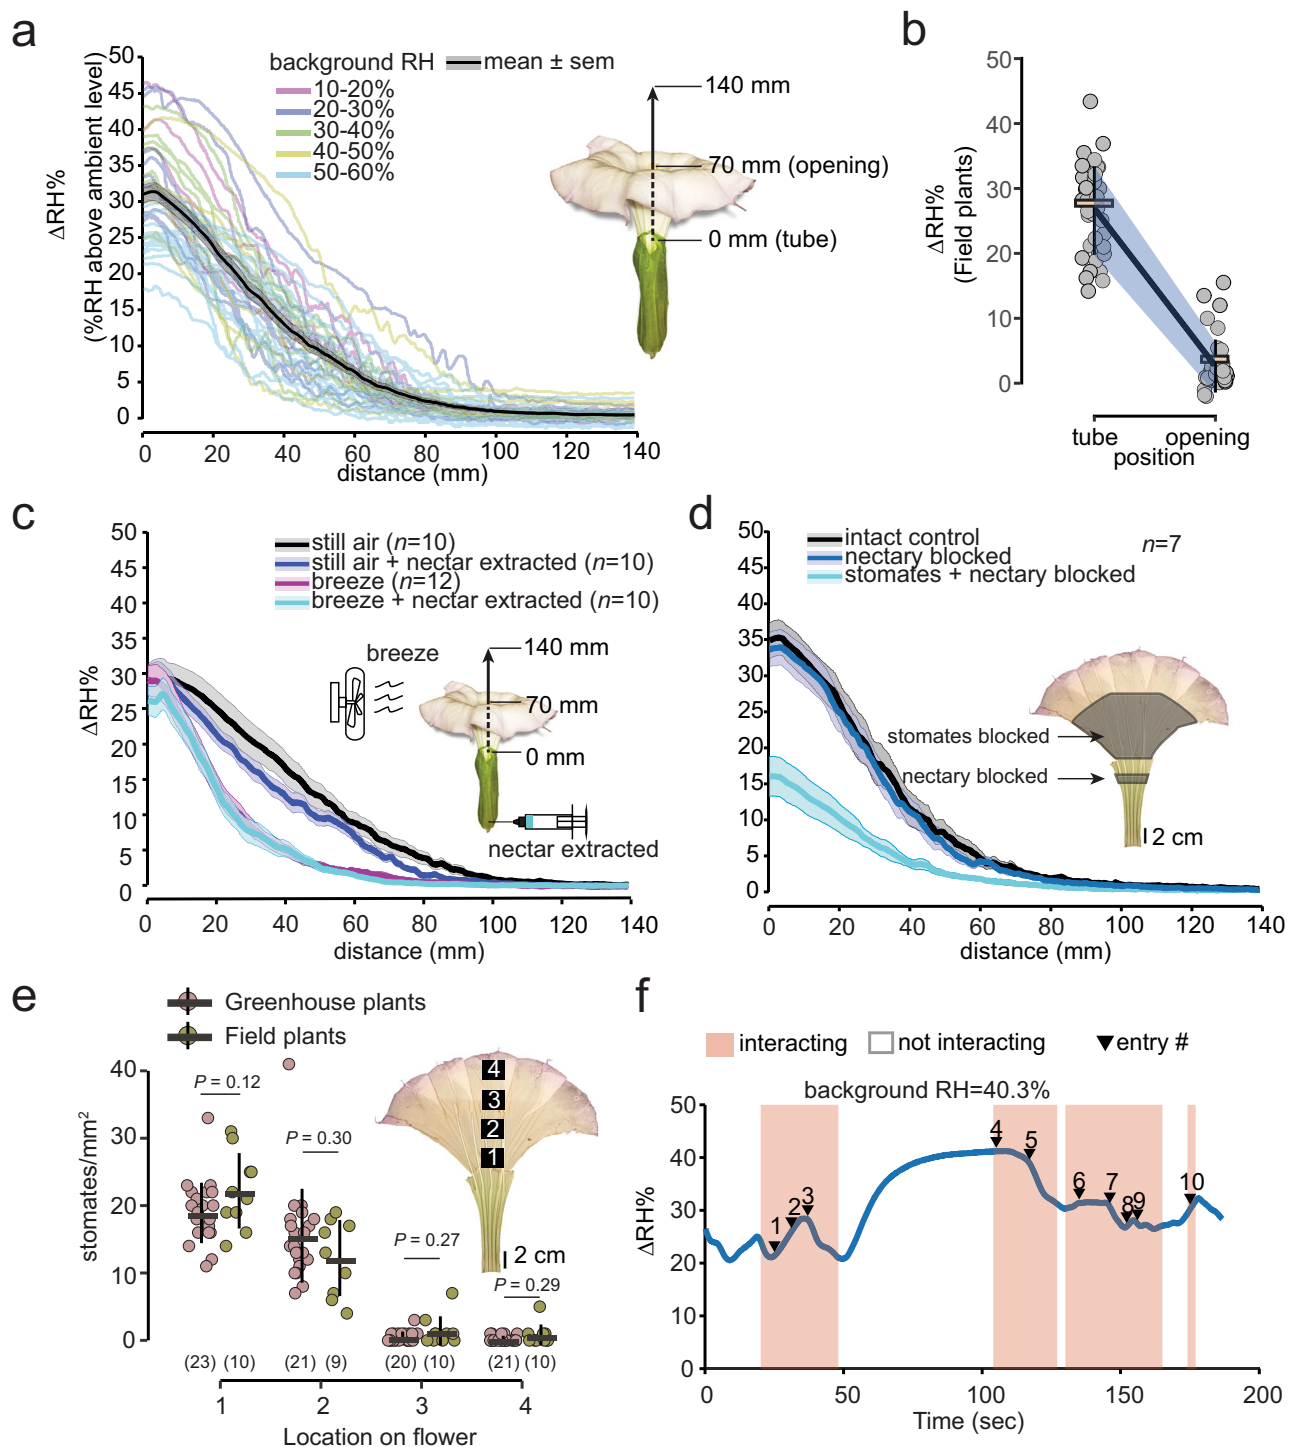 a
background RH
mean ± sem
10-20%
20-30%
30-40%
40-50%
50-60%
ΔRH%
(%RH above ambient level)
50
45
40
35
30
25
20
15
10
5
0
0 20 40 60 80 100 120 140
distance (mm)
140 mm
70 mm (opening)
0 mm (tube)
b
ΔRH%
(Field plants)
50
40
30
20
10
0
tube opening
position
c
still air (n=10)
still air + nectar extracted (n=10)
breeze (n=12)
breeze + nectar extracted (n=10)
ΔRH%
50
45
40
35
30
25
20
15
10
5
0
0 20 40 60 80 100 120 140
distance (mm)
breeze
140 mm
70 mm
0 mm
nectar extracted
d
intact control
nectary blocked
stomates + nectary blocked
n=7
50
45
40
35
30
25
20
15
10
5
0
0 20 40 60 80 100 120 140
distance (mm)
stomates blocked
nectary blocked
2 cm
e
Greenhouse plants
Field plants
stomates/mm²
40
30
20
10
0
P = 0.12
P = 0.30
P = 0.27
P = 0.29
4
3
2
1
2 cm
(23) (10) (21) (9) (20) (10) (21) (10)
1 2 3 4
Location on flower
f
interacting
not interacting
entry #
background RH=40.3%
ΔRH%
50
40
30
20
10
0
1 2 3 4 5 6 7 8 9 10
0 50 100 150 200
Time (sec)